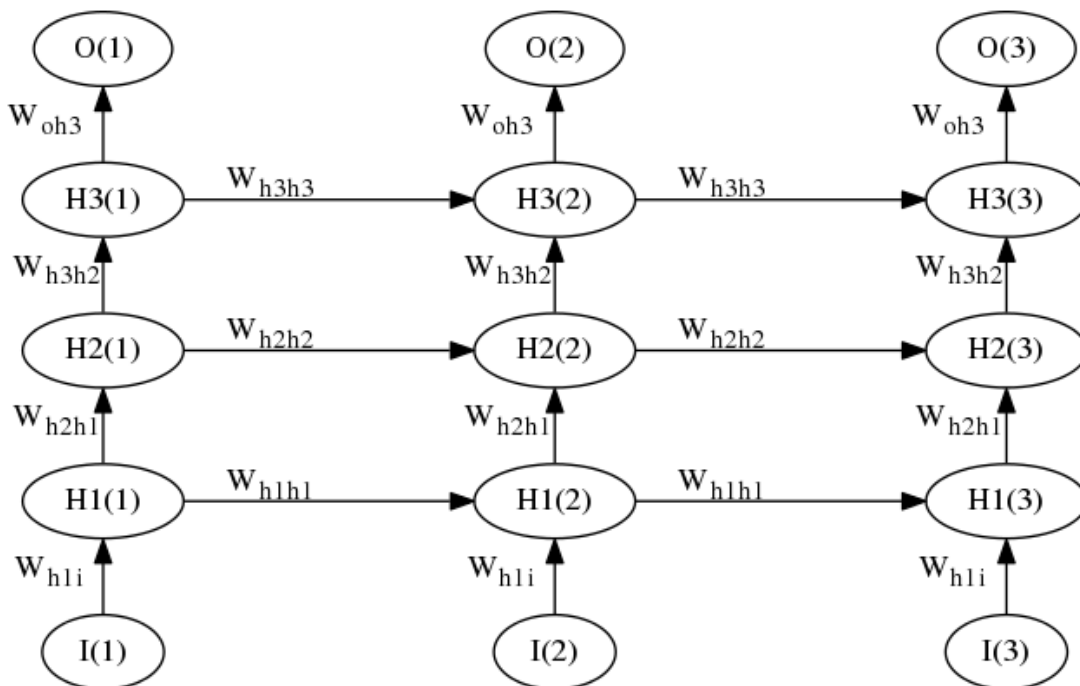 O(1) O(2) O(3)
W_oh3 W_oh3 W_oh3
H3(1) W_h3h3 H3(2) W_h3h3 H3(3)
W_h3h2 W_h3h2 W_h3h2
H2(1) W_h2h2 H2(2) W_h2h2 H2(3)
W_h2h1 W_h2h1 W_h2h1
H1(1) W_h1h1 H1(2) W_h1h1 H1(3)
W_h1i W_h1i W_h1i
I(1) I(2) I(3)